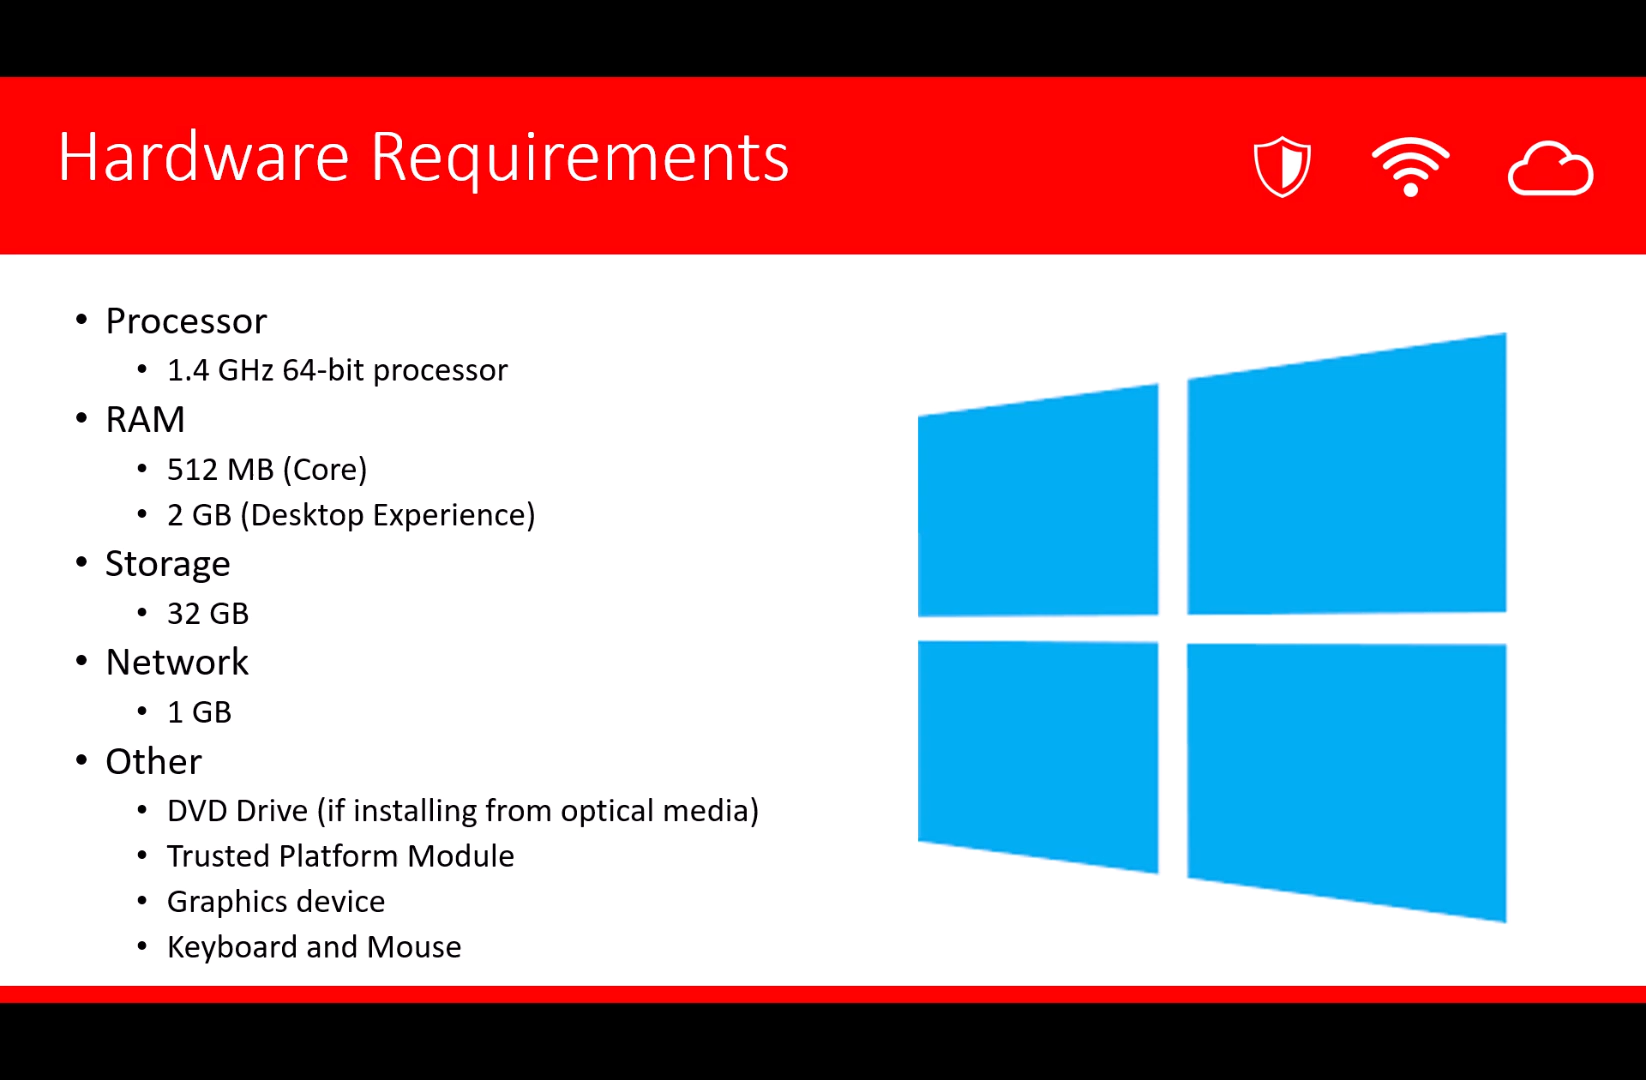 Hardware Requirements
• Processor
• 1.4 GHz 64-bit processor
• RAM
• 512 MB (Core)
• 2 GB (Desktop Experience)
• Storage
• 32 GB
• Network
• 1 GB
• Other
• DVD Drive (if installing from optical media)
• Trusted Platform Module
• Graphics device
• Keyboard and Mouse